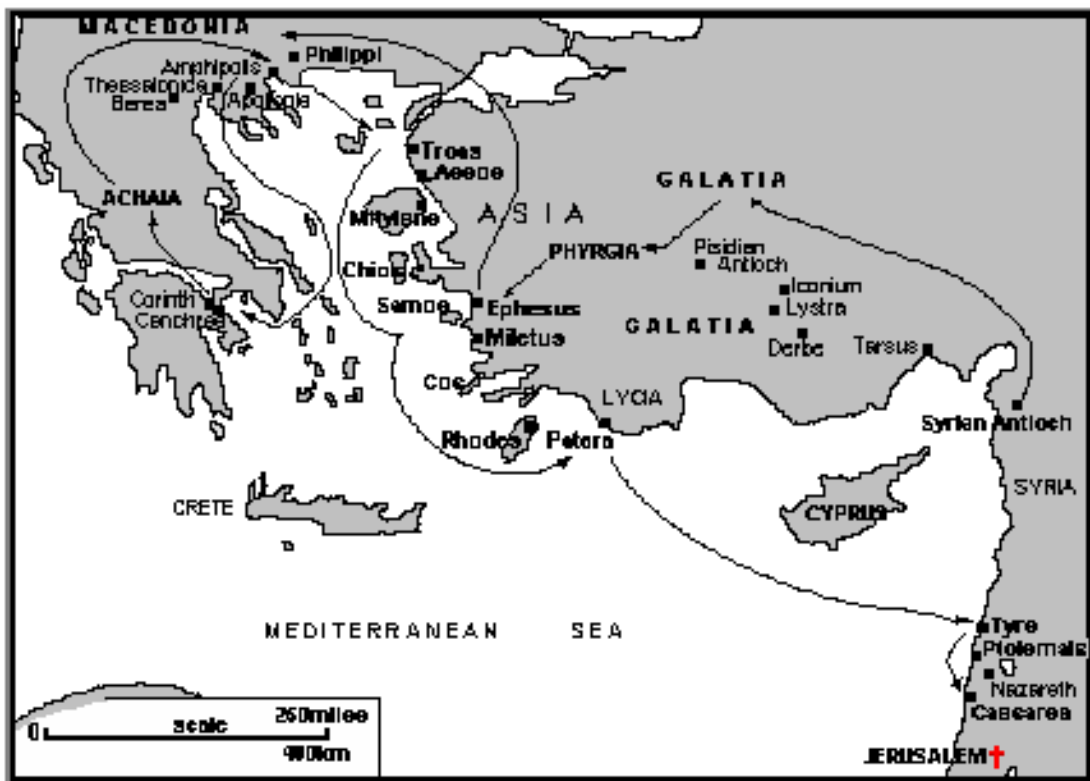 MACEDONIA
Philippi
Amphipolis
Thessalonica
Apollonia
Berea
Troas
Assos
GALATIA
ACHAIA
ASIA
Mitylene
PHYRGIA
Pisidian
Antioch
Chios
Iconium
Corinth
Samos
Ephesus
Lystra
Cenchrea
GALATIA
Miletus
Derbe
Tarsus
Cos
LYCIA
Syrian Antioch
Rhodes
Patara
SYRIA
CRETE
CYPRUS
MEDITERRANEAN SEA
Tyre
Ptolemais
Nazareth
Caesarea
0 scale 250miles
400km
JERUSALEM